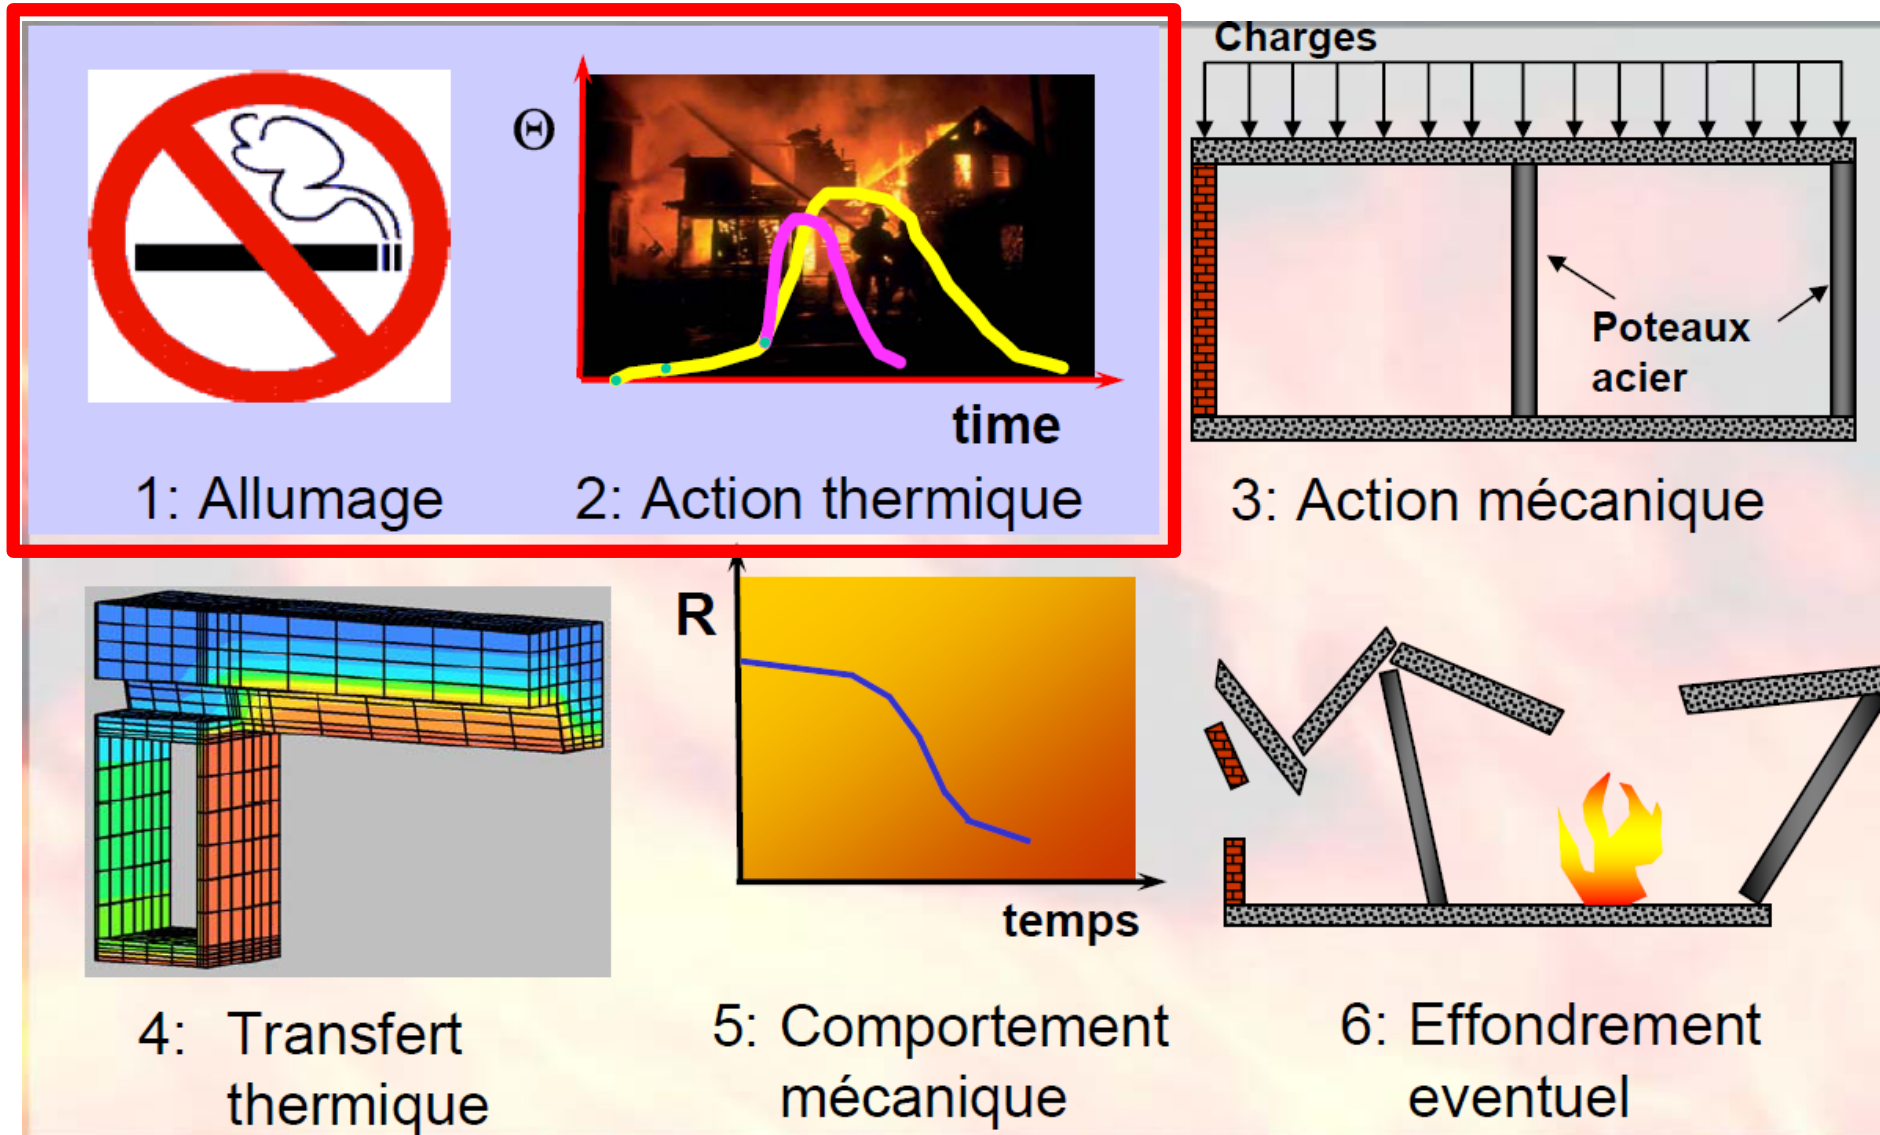 Θ
time
1: Allumage
2: Action thermique
Charges
Poteaux
acier
3: Action mécanique
4: Transfert
thermique
R
temps
5: Comportement
mécanique
6: Effondrement
eventuel